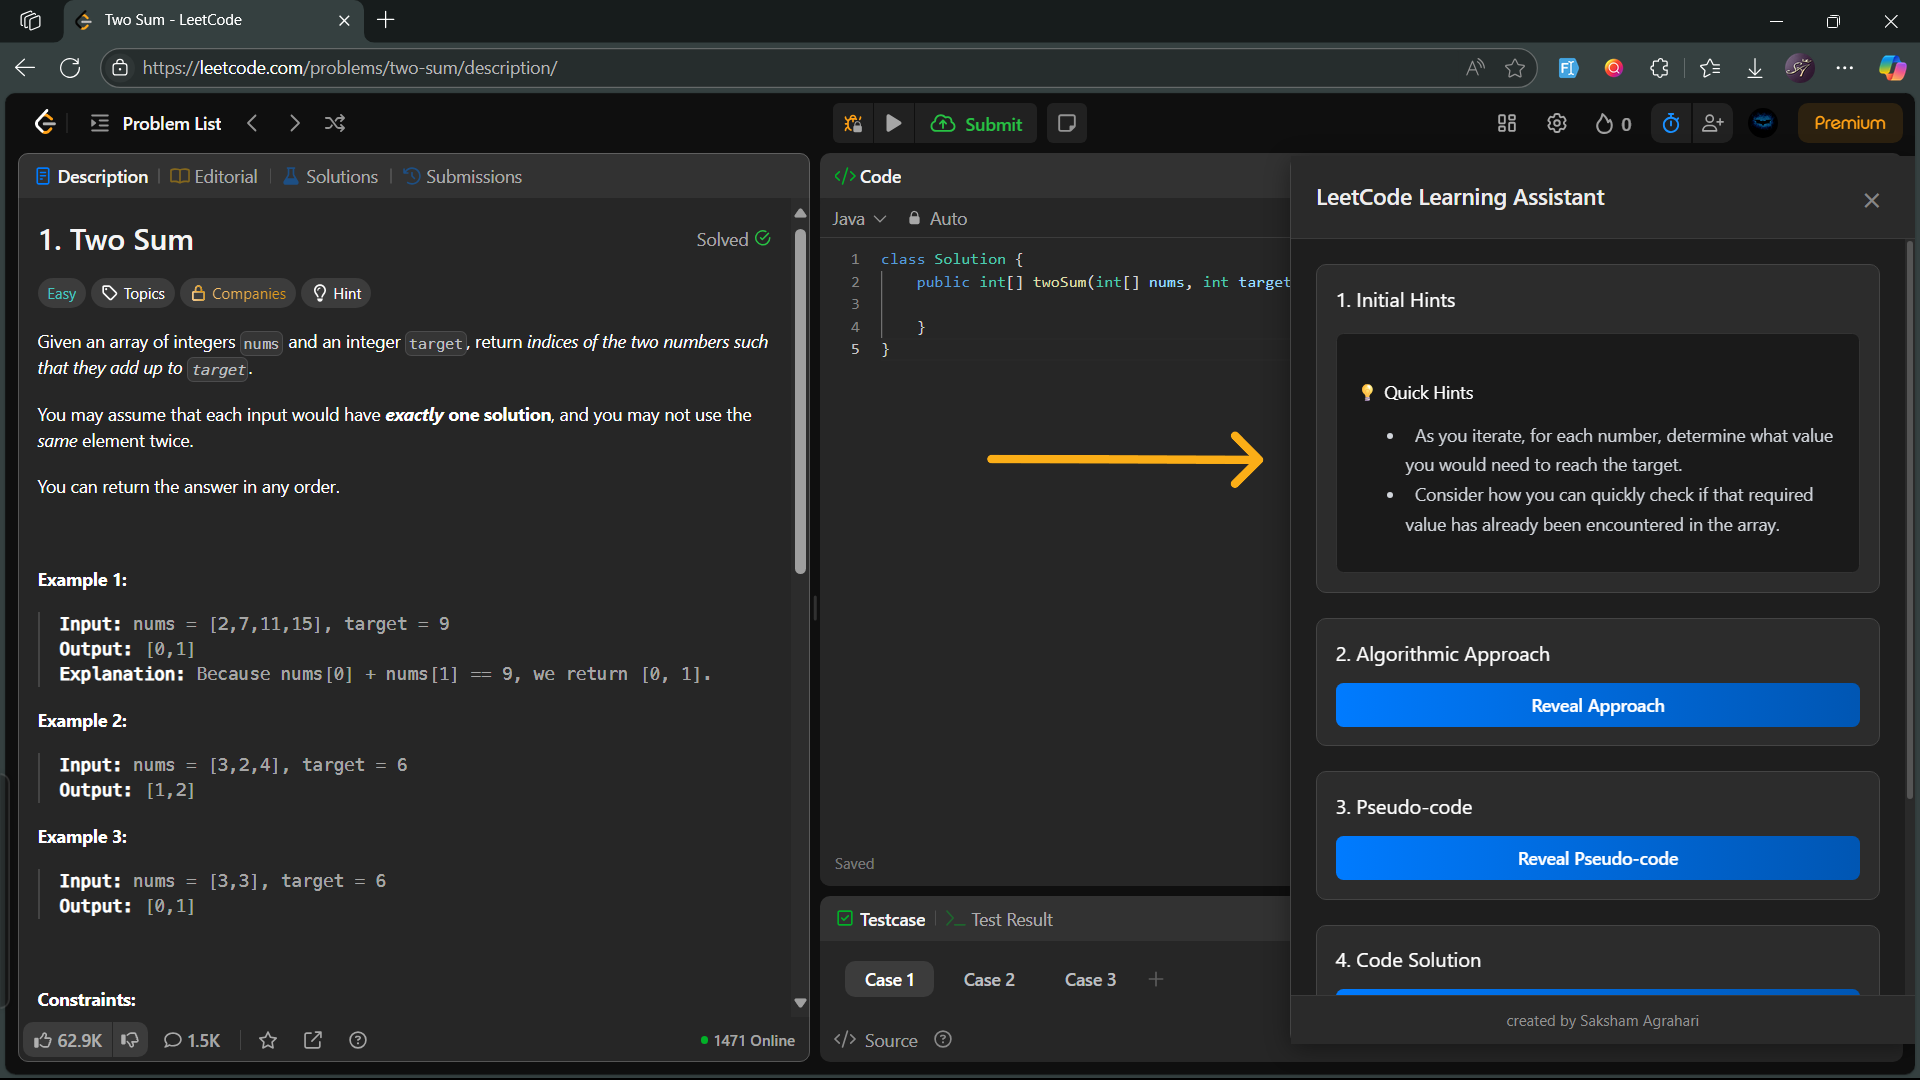 Two Sum - LeetCode
https://leetcode.com/problems/two-sum/description/
Problem List
Submit
0
Premium
Description
Editorial
Solutions
Submissions
1. Two Sum
Solved
Easy
Topics
Companies
Hint
Given an array of integers nums and an integer target, return indices of the two numbers such
that they add up to target.
You may assume that each input would have exactly one solution, and you may not use the
same element twice.
You can return the answer in any order.
Example 1:
Input: nums = [2,7,11,15], target = 9
Output: [0,1]
Explanation: Because nums[0] + nums[1] == 9, we return [0, 1].
Example 2:
Input: nums = [3,2,4], target = 6
Output: [1,2]
Example 3:
Input: nums = [3,3], target = 6
Output: [0,1]
Constraints:
62.9K
1.5K
1471 Online
</> Code
Java
Auto
1 class Solution {
2 public int[] twoSum(int[] nums, int target
3
4 }
5 }
Saved
Testcase
>_ Test Result
Case 1
Case 2
Case 3
+
</> Source
LeetCode Learning Assistant
1. Initial Hints
💡 Quick Hints
• As you iterate, for each number, determine what value
you would need to reach the target.
• Consider how you can quickly check if that required
value has already been encountered in the array.
2. Algorithmic Approach
Reveal Approach
3. Pseudo-code
Reveal Pseudo-code
4. Code Solution
created by Saksham Agrahari